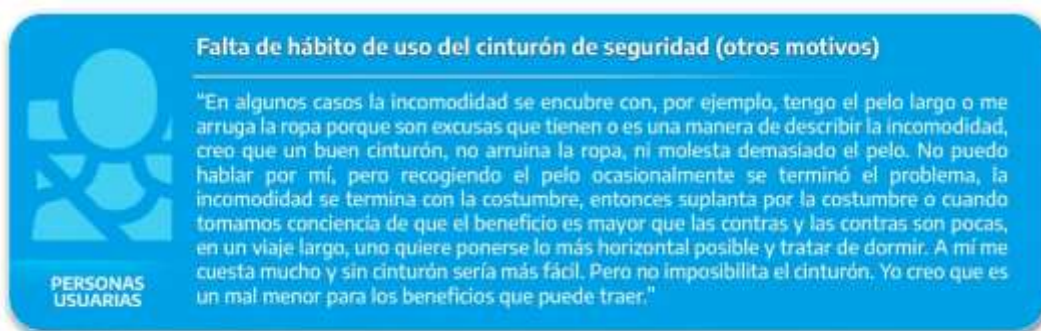 Falta de hábito de uso del cinturón de seguridad (otros motivos)
"En algunos casos la incomodidad se encubre con, por ejemplo, tengo el pelo largo o me
arruga la ropa porque son excusas que tienen o es una manera de describir la incomodidad,
creo que un buen cinturón, no arruina la ropa, ni molesta demasiado el pelo. No puedo
hablar por mí, pero recogiendo el pelo ocasionalmente se terminó el problema, la
incomodidad se termina con la costumbre, entonces suplanta por la costumbre o cuando
tomamos conciencia de que el beneficio es mayor que las contras y las contras son pocas,
en un viaje largo, uno quiere ponerse lo más horizontal posible y tratar de dormir. A mí me
cuesta mucho y sin cinturón sería más fácil. Pero no imposibilita el cinturón. Yo creo que es
un mal menor para los beneficios que puede traer."
PERSONAS
USUARIAS